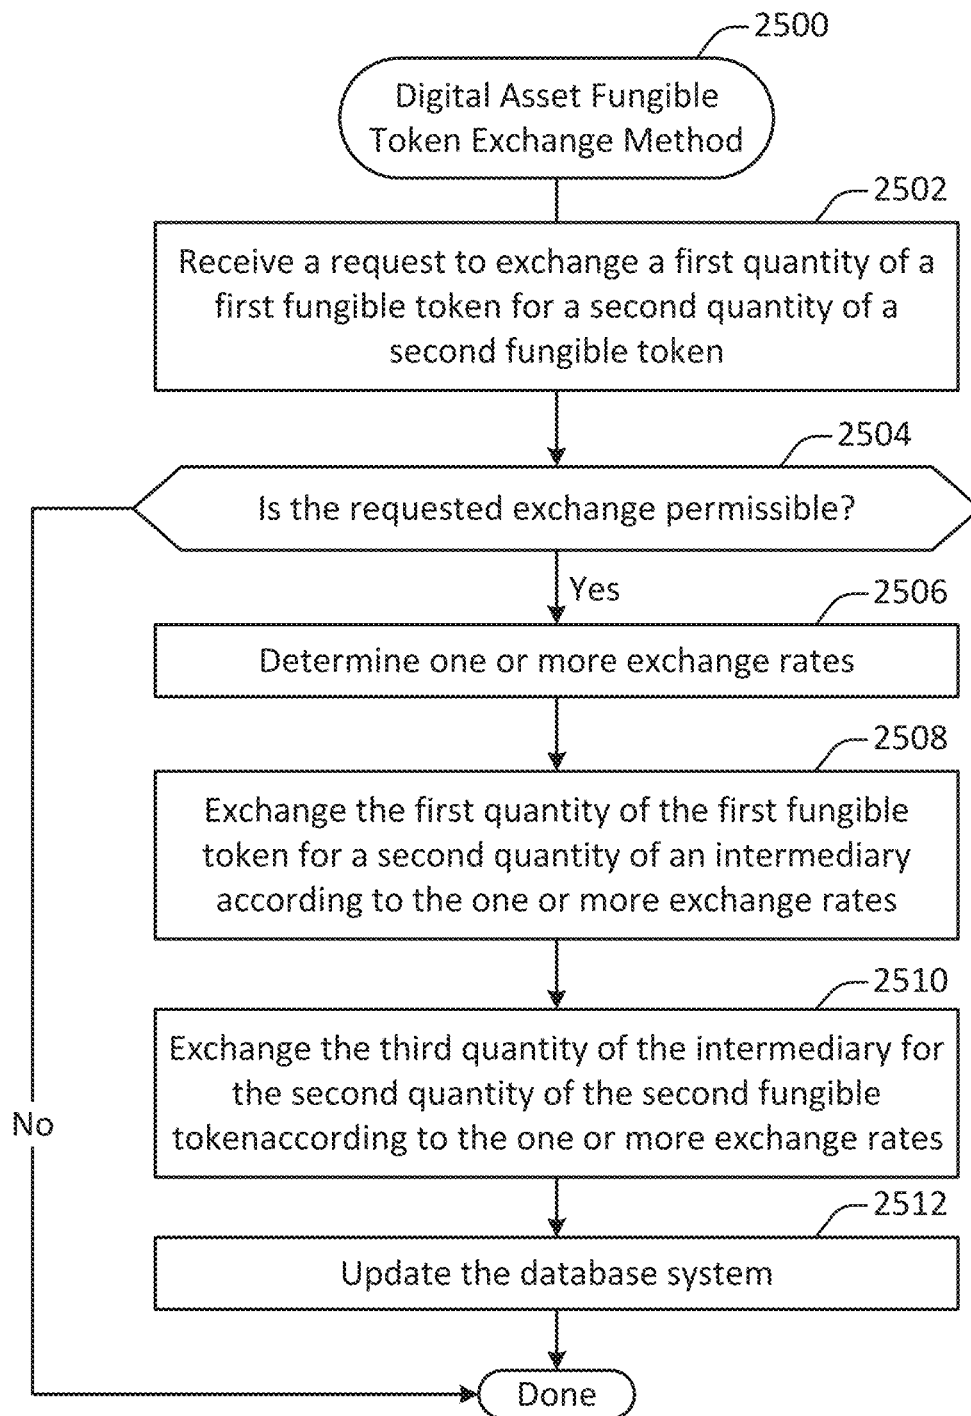 2500
Digital Asset Fungible
Token Exchange Method
2502
Receive a request to exchange a first quantity of a
first fungible token for a second quantity of a
second fungible token
2504
Is the requested exchange permissible?
Yes
2506
Determine one or more exchange rates
2508
Exchange the first quantity of the first fungible
token for a second quantity of an intermediary
according to the one or more exchange rates
2510
Exchange the third quantity of the intermediary for
the second quantity of the second fungible
tokenaccording to the one or more exchange rates
No
2512
Update the database system
Done